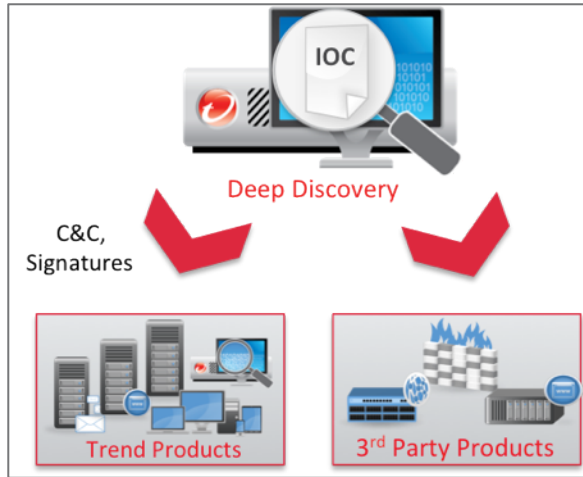 IOC
Deep Discovery
C&C,
Signatures
Trend Products
3rd Party Products